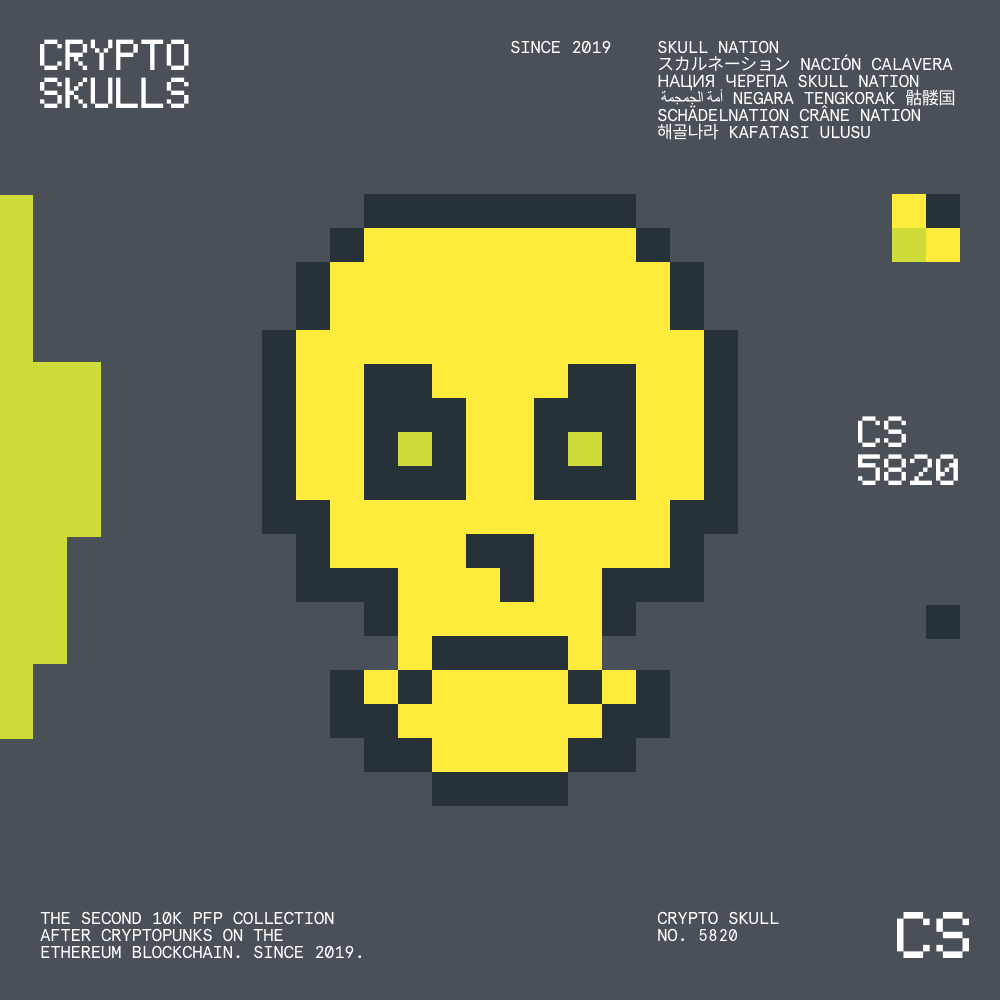 CRYPTO
SKULLS
SINCE 2019
SKULL NATION
スカルネーション NACIÓN CALAVERA
НАЦИЯ ЧЕРЕПА SKULL NATION
أمة الجمجمة NEGARA TENGKORAK 骷髅国
SCHÄDELNATION CRÂNE NATION
해골나라 KAFATASI ULUSU
CS
5820
THE SECOND 10K PFP COLLECTION
AFTER CRYPTOPUNKS ON THE
ETHEREUM BLOCKCHAIN. SINCE 2019.
CRYPTO SKULL
NO. 5820
CS